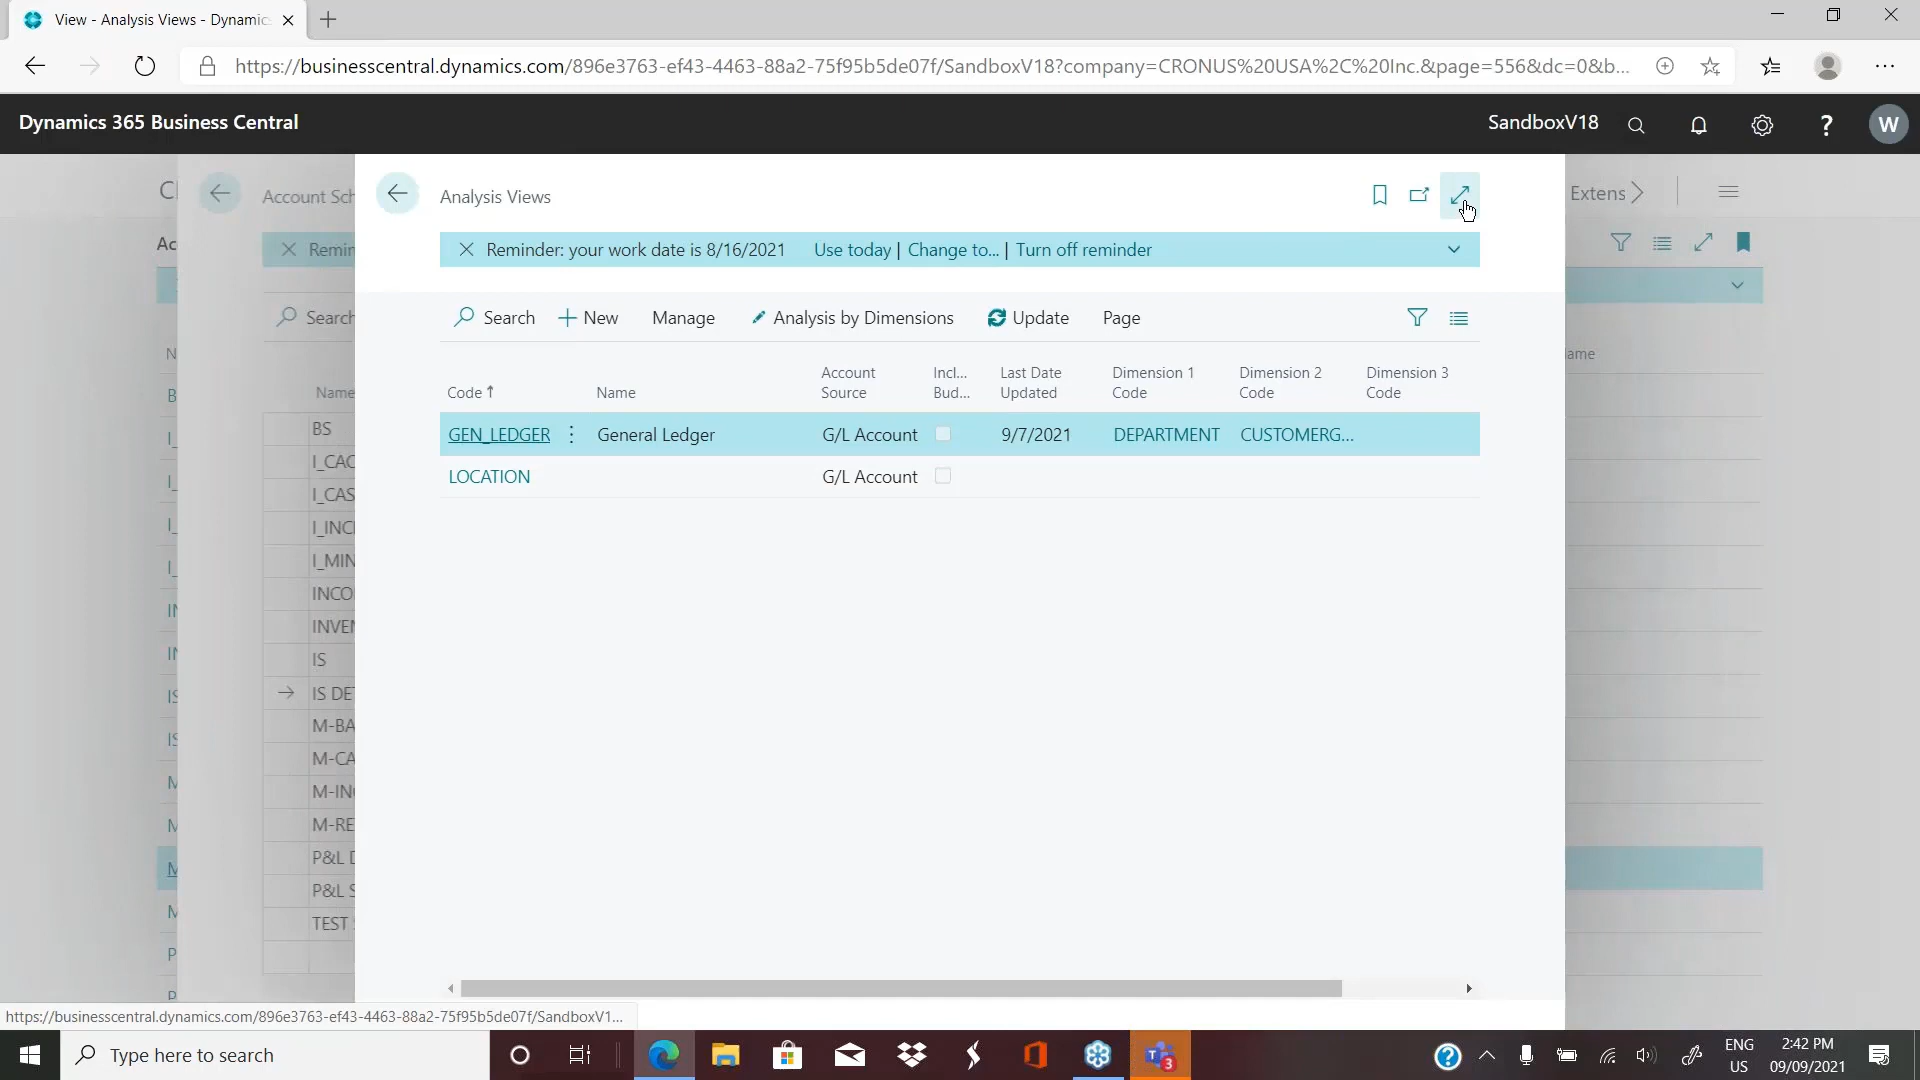 View - Analysis Views - Dynamic
https://businesscentral.dynamics.com/896e3763-ef43-4463-88a2-75f95b5de07f/SandboxV18?company=CRONUS%20USA%2C%20Inc.&page=556&dc=0&b...
Dynamics 365 Business Central
SandboxV18
?
W
Account Sch
Analysis Views
Extens
Ac
Remin
Reminder: your work date is 8/16/2021 Use today | Change to... | Turn off reminder
Search
Search
New
Manage
Analysis by Dimensions
Update
Page
Name
Code ↑
Name
Account Source
Incl... Bud...
Last Date Updated
Dimension 1 Code
Dimension 2 Code
Dimension 3 Code
GEN_LEDGER
General Ledger
G/L Account
9/7/2021
DEPARTMENT
CUSTOMERG...
LOCATION
G/L Account
BS
I_CAC
I_CAS
I_INC
I_MIN
INCO
INVEN
IS
IS DE
M-BA
M-CA
M-IN
M-RE
P&L
P&L S
TEST
https://businesscentral.dynamics.com/896e3763-ef43-4463-88a2-75f95b5de07f/SandboxV1...
Type here to search
3
ENG
US
2:42 PM
09/09/2021